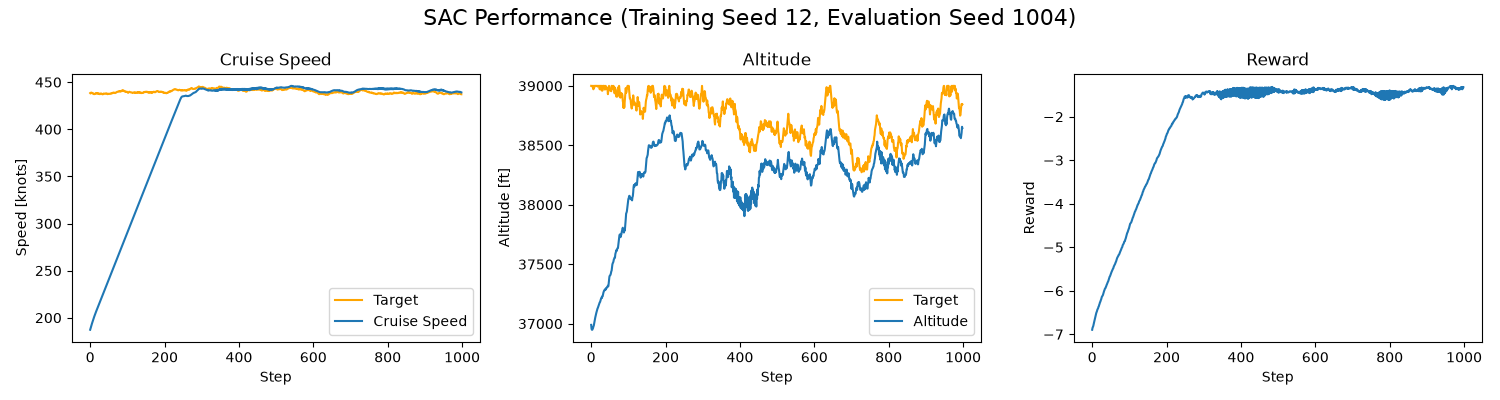 SAC Performance (Training Seed 12, Evaluation Seed 1004)
Cruise Speed
450
400
350
300
250
200
Speed [knots]
0 200 400 600 800 1000
Step
Target
Cruise Speed
Altitude
39000
38500
38000
37500
37000
Altitude [ft]
0 200 400 600 800 1000
Step
Target
Altitude
Reward
−2
−3
−4
−5
−6
−7
Reward
0 200 400 600 800 1000
Step